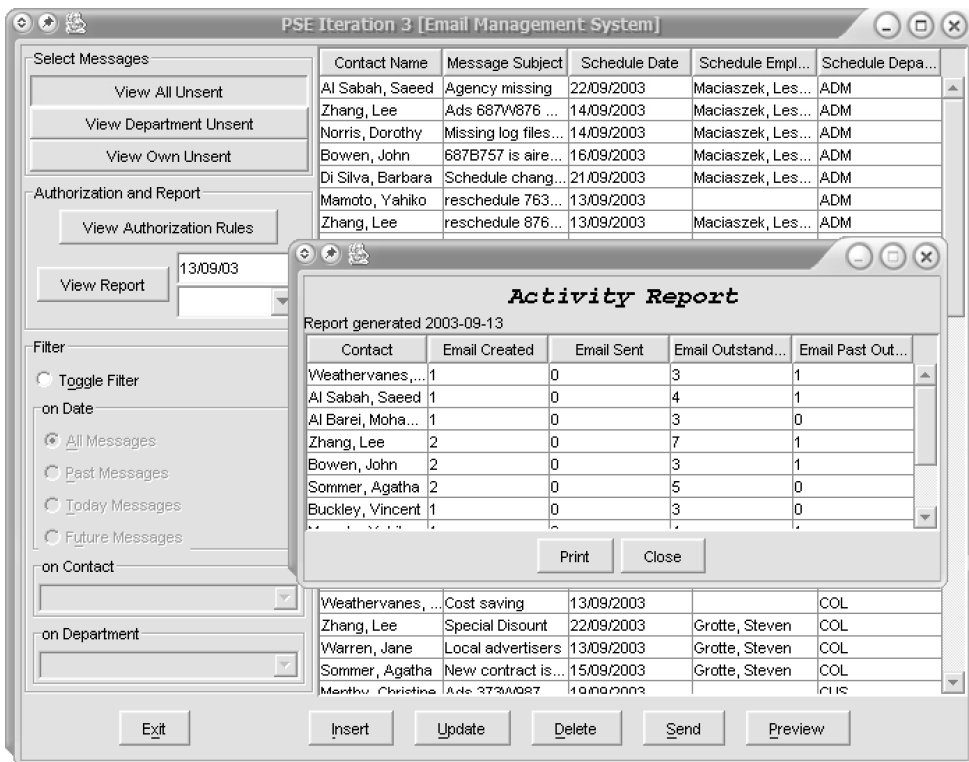 PSE Iteration 3 [Email Management System]
Select Messages
View All Unsent
View Department Unsent
View Own Unsent
Authorization and Report
View Authorization Rules
View Report
13/09/03
Filter
Toggle Filter
on Date
All Messages
Past Messages
Today Messages
Future Messages
on Contact
on Department
Contact Name Message Subject Schedule Date Schedule Empl... Schedule Depa...
Al Sabah, Saeed Agency missing 22/09/2003 Maciaszek, Les... ADM
Zhang, Lee Ads 687W876 ... 14/09/2003 Maciaszek, Les... ADM
Norris, Dorothy Missing log files... 14/09/2003 Maciaszek, Les... ADM
Bowen, John 687B757 is aire... 16/09/2003 Maciaszek, Les... ADM
Di Silva, Barbara Schedule chang... 21/09/2003 Maciaszek, Les... ADM
Mamoto, Yahiko reschedule 763... 13/09/2003 ADM
Zhang, Lee reschedule 876... 13/09/2003 Maciaszek, Les... ADM
Activity Report
Report generated 2003-09-13
Contact Email Created Email Sent Email Outstand... Email Past Out...
Weathervanes,... 1 0 3 1
Al Sabah, Saeed 1 0 4 1
Al Barei, Moha... 1 0 3 0
Zhang, Lee 2 0 7 1
Bowen, John 2 0 3 1
Sommer, Agatha 2 0 5 0
Buckley, Vincent 1 0 3 0
Print Close
Weathervanes, ... Cost saving 13/09/2003 COL
Zhang, Lee Special Disount 22/09/2003 Grotte, Steven COL
Warren, Jane Local advertisers 13/09/2003 Grotte, Steven COL
Sommer, Agatha New contract is... 15/09/2003 Grotte, Steven COL
Menthy, Christine Ads 373W987 19/09/2003 CUS
Exit Insert Update Delete Send Preview